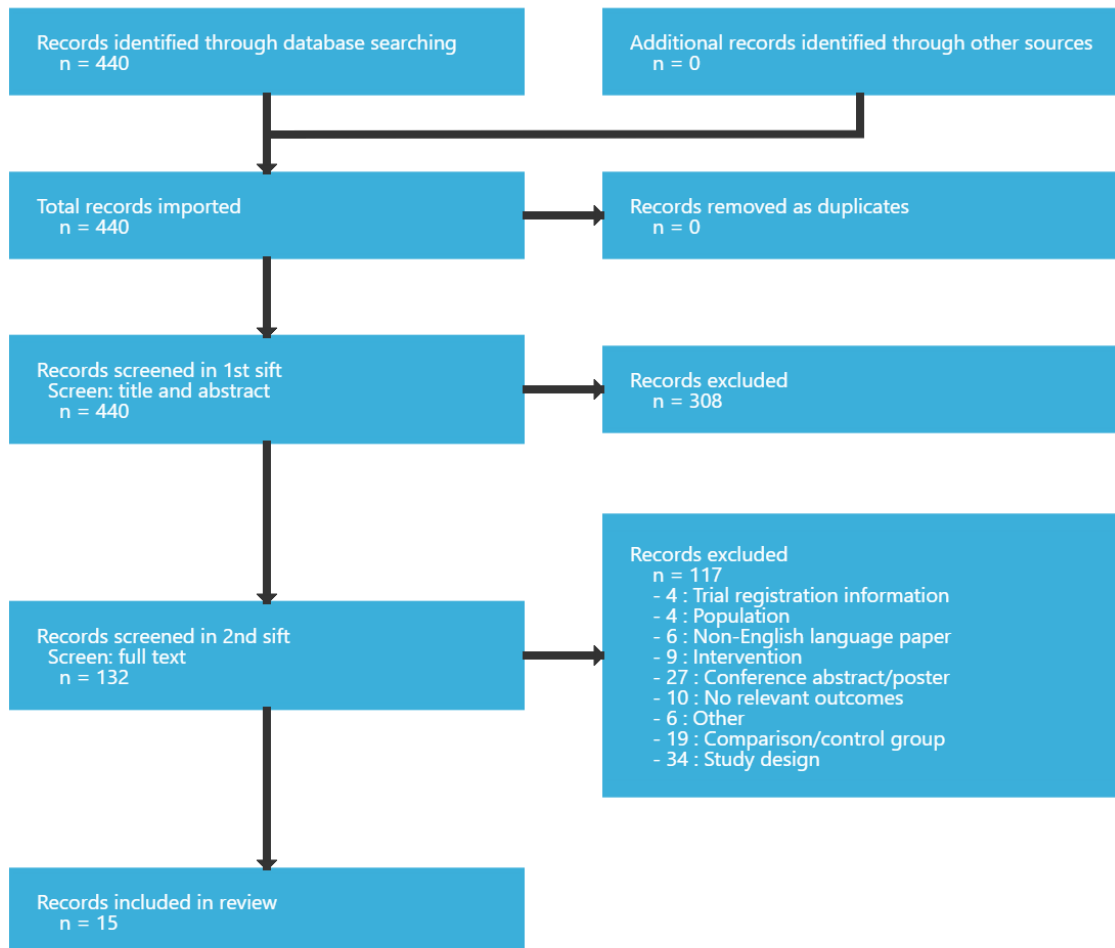 Records identified through database searching
n = 440
Additional records identified through other sources
n = 0
Total records imported
n = 440
Records removed as duplicates
n = 0
Records screened in 1st sift
Screen: title and abstract
n = 440
Records excluded
n = 308
Records screened in 2nd sift
Screen: full text
n = 132
Records excluded
n = 117
- 4 : Trial registration information
- 4 : Population
- 6 : Non-English language paper
- 9 : Intervention
- 27 : Conference abstract/poster
- 10 : No relevant outcomes
- 6 : Other
- 19 : Comparison/control group
- 34 : Study design
Records included in review
n = 15